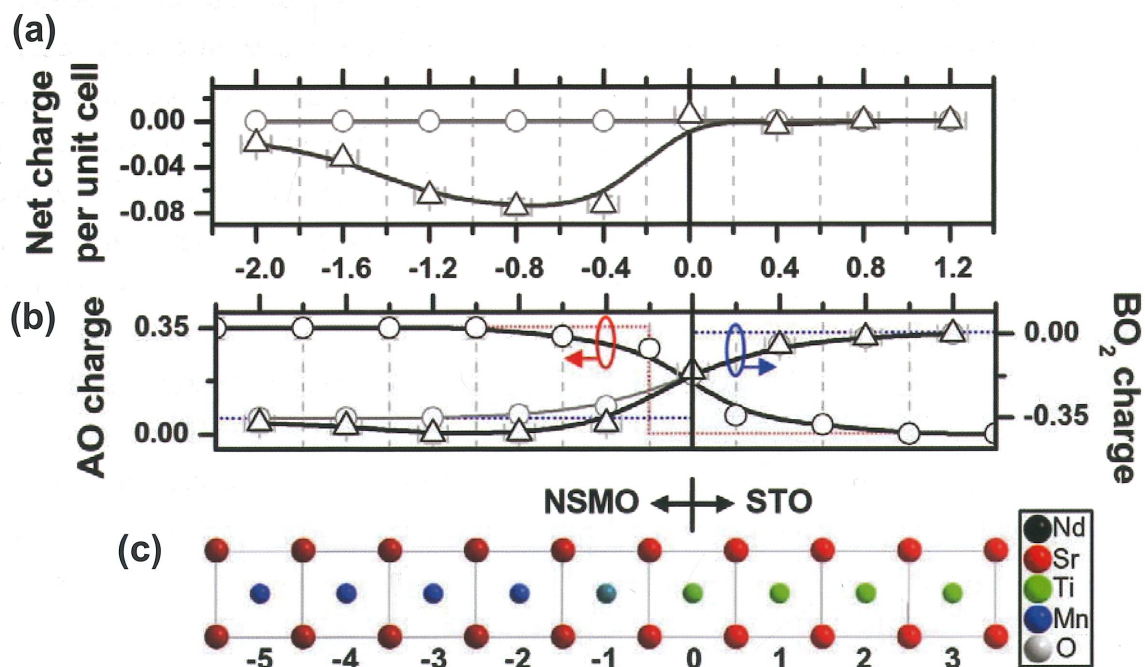 (a)
Net charge
per unit cell
0.00
-0.04
-0.08
-2.0 -1.6 -1.2 -0.8 -0.4 0.0 0.4 0.8 1.2
(b)
AO charge
0.35
0.00
0.00
-0.35
BO2 charge
NSMO STO
(c)
-5 -4 -3 -2 -1 0 1 2 3
Nd
Sr
Ti
Mn
O